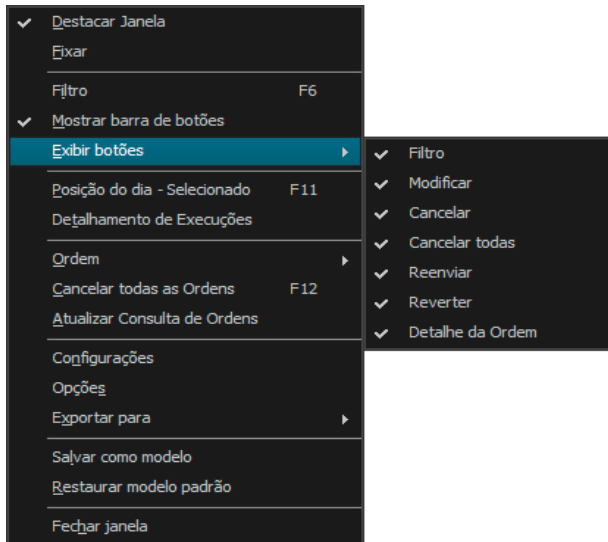 Destacar Janela
Fixar
Filtro F6
Mostrar barra de botões
Exibir botões
Posição do dia - Selecionado F11
Detalhamento de Execuções
Ordem
Cancelar todas as Ordens F12
Atualizar Consulta de Ordens
Configurações
Opções
Exportar para
Salvar como modelo
Restaurar modelo padrão
Fechar janela
Filtro
Modificar
Cancelar
Cancelar todas
Reenviar
Reverter
Detalhe da Ordem